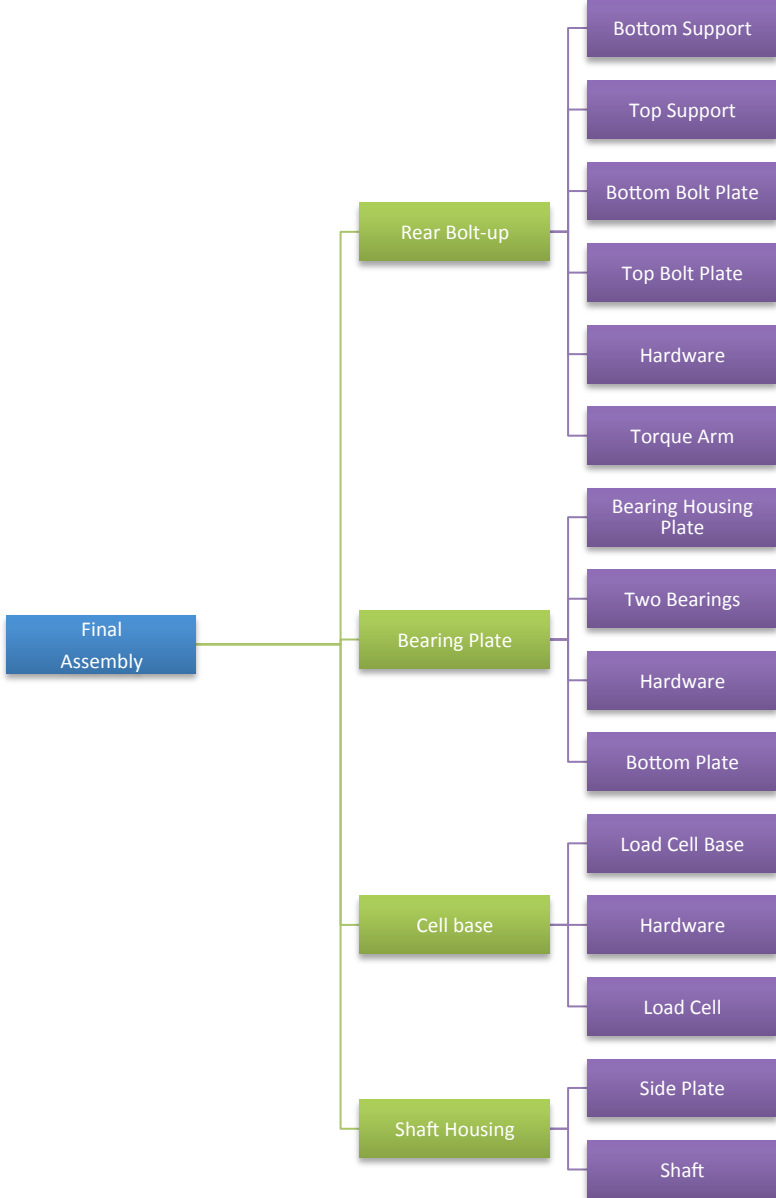 Final
Assembly
Rear Bolt-up
Bottom Support
Top Support
Bottom Bolt Plate
Top Bolt Plate
Hardware
Torque Arm
Bearing Plate
Bearing Housing
Plate
Two Bearings
Hardware
Bottom Plate
Cell base
Load Cell Base
Hardware
Load Cell
Shaft Housing
Side Plate
Shaft